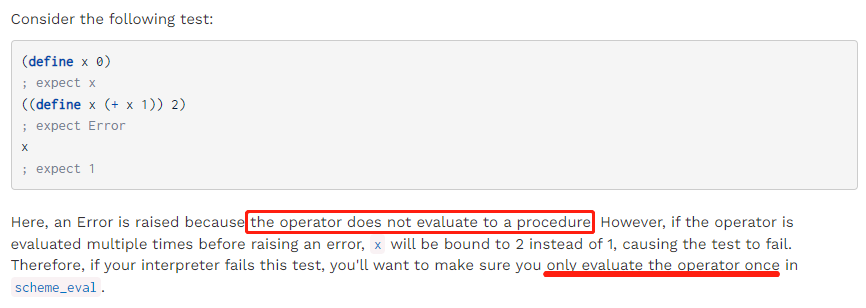 Consider the following test:
(define x 0)
; expect x
((define x (+ x 1)) 2)
; expect Error
x
; expect 1
Here, an Error is raised because the operator does not evaluate to a procedure. However, if the operator is
evaluated multiple times before raising an error, x will be bound to 2 instead of 1, causing the test to fail.
Therefore, if your interpreter fails this test, you'll want to make sure you only evaluate the operator once in
scheme_eval.